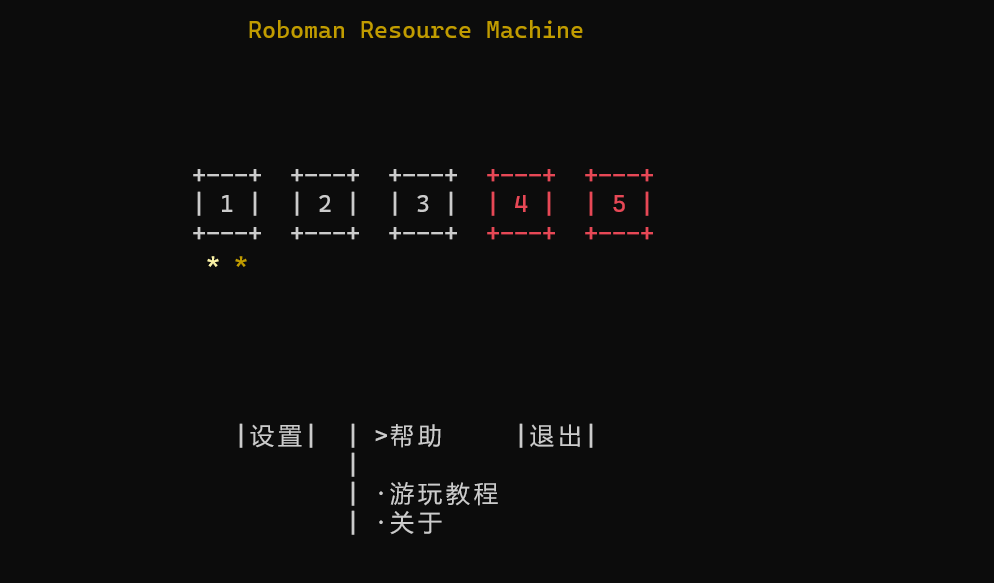 Roboman Resource Machine
+---+ +---+ +---+ +---+ +---+
| 1 | | 2 | | 3 | | 4 | | 5 |
+---+ +---+ +---+ +---+ +---+
* *
|设置| | >帮助 |退出|
|
| ·游玩教程
| ·关于